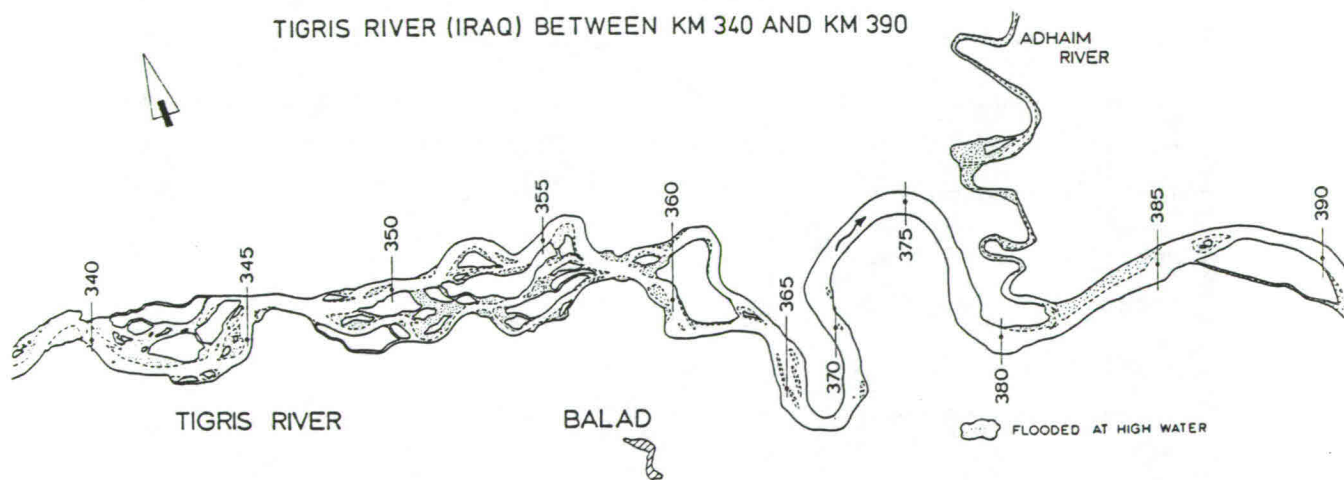 TIGRIS RIVER (IRAQ) BETWEEN KM 340 AND KM 390
ADHAIM
RIVER
340
345
350
355
360
365
370
375
380
385
390
TIGRIS RIVER
BALAD
FLOODED AT HIGH WATER